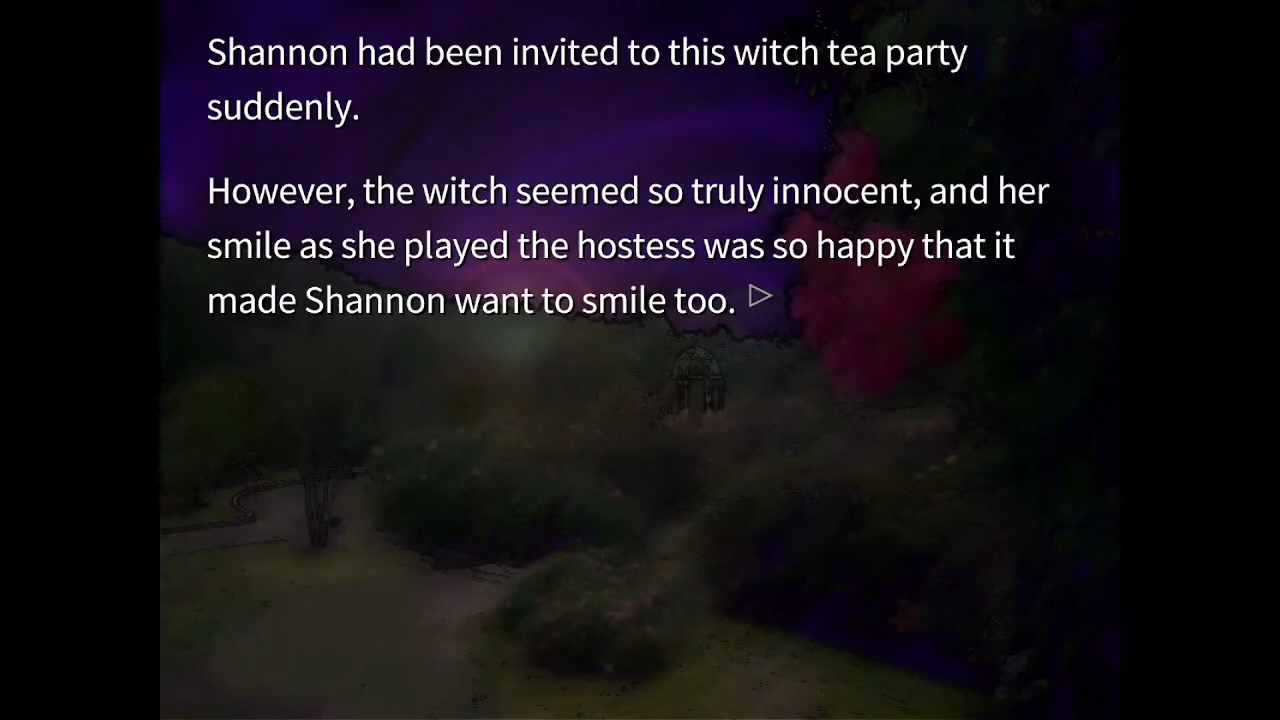 Shannon had been invited to this witch tea party
suddenly.
However, the witch seemed so truly innocent, and her
smile as she played the hostess was so happy that it
made Shannon want to smile too.